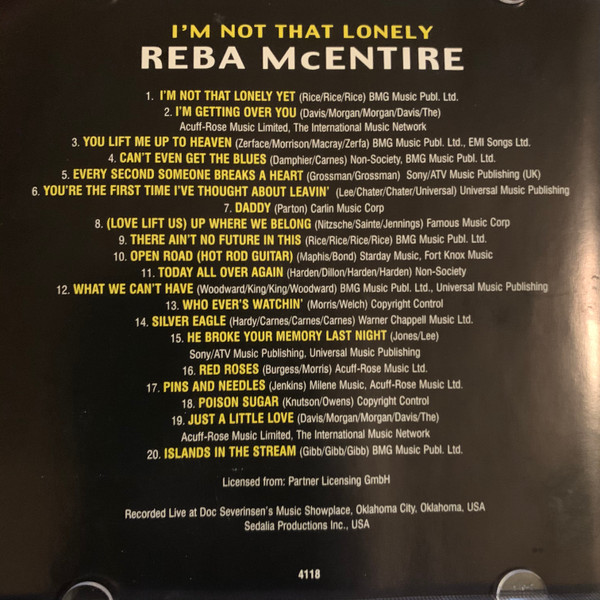 I'M NOT THAT LONELY
REBA McENTIRE
1. I'M NOT THAT LONELY YET (Rice/Rice/Rice) BMG Music Publ. Ltd.
2. I'M GETTING OVER YOU (Davis/Morgan/Morgan/Davis/The)
Acuff-Rose Music Limited, The International Music Network
3. YOU LIFT ME UP TO HEAVEN (Zerface/Morrison/Macray/Zerfa) BMG Music Publ. Ltd., EMI Songs Ltd.
4. CAN'T EVEN GET THE BLUES (Damphier/Carnes) Non-Society, BMG Music Publ. Ltd.
5. EVERY SECOND SOMEONE BREAKS A HEART (Grossman/Grossman) Sony/ATV Music Publishing (UK)
6. YOU'RE THE FIRST TIME I'VE THOUGHT ABOUT LEAVIN' (Lee/Chater/Chater/Universal) Universal Music Publishing
7. DADDY (Parton) Carlin Music Corp
8. (LOVE LIFT US) UP WHERE WE BELONG (Nitzsche/Sainte/Jennings) Famous Music Corp
9. THERE AIN'T NO FUTURE IN THIS (Rice/Rice/Rice/Rice) BMG Music Publ. Ltd.
10. OPEN ROAD (HOT ROD GUITAR) (Maphis/Bond) Starday Music, Fort Knox Music
11. TODAY ALL OVER AGAIN (Harden/Dillon/Harden/Harden) Non-Society
12. WHAT WE CAN'T HAVE (Woodward/King/King/Woodward) BMG Music Publ. Ltd., Universal Music Publishing
13. WHO EVER'S WATCHIN' (Morris/Welch) Copyright Control
14. SILVER EAGLE (Hardy/Carnes/Carnes/Carnes) Warner Chappell Music Ltd.
15. HE BROKE YOUR MEMORY LAST NIGHT (Jones/Lee)
Sony/ATV Music Publishing, Universal Music Publishing
16. RED ROSES (Burgess/Morris) Acuff-Rose Music Ltd.
17. PINS AND NEEDLES (Jenkins) Milene Music, Acuff-Rose Music Ltd.
18. POISON SUGAR (Knutson/Owens) Copyright Control
19. JUST A LITTLE LOVE (Davis/Morgan/Morgan/Davis/The)
Acuff-Rose Music Limited, The International Music Network
20. ISLANDS IN THE STREAM (Gibb/Gibb/Gibb) BMG Music Publ. Ltd.
Licensed from: Partner Licensing GmbH
Recorded Live at Doc Severinsen's Music Showplace, Oklahoma City, Oklahoma, USA
Sedalia Productions Inc., USA
4118